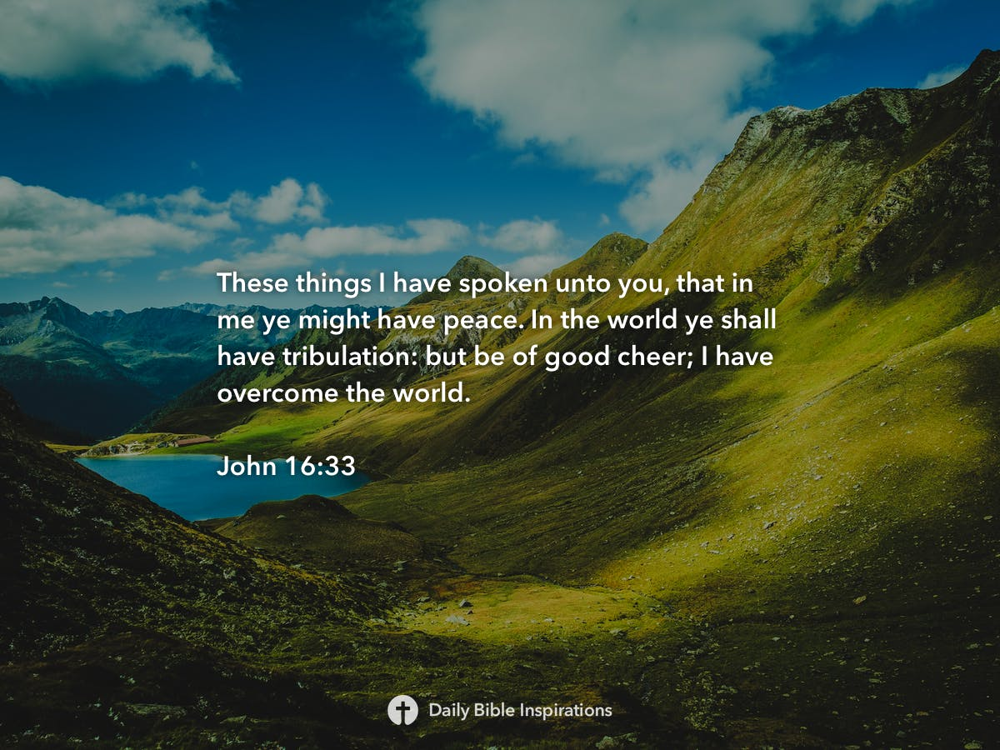 These things I have spoken unto you, that in
me ye might have peace. In the world ye shall
have tribulation: but be of good cheer; I have
overcome the world.
John 16:33
Daily Bible Inspirations